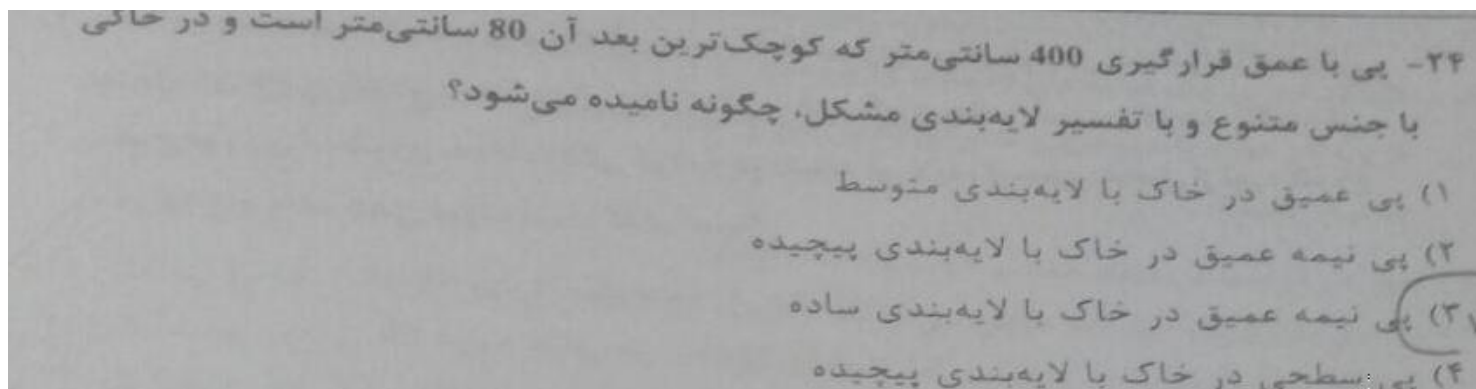 ۲۴- پی با عمق قرارگیری 400 سانتی‌متر که کوچک‌ترین بعد آن 80 سانتی‌متر است و در خاکی
با جنس متنوع و با تفسیر لایه‌بندی مشکل، چگونه نامیده می‌شود؟
۱) پی عمیق در خاک با لایه‌بندی متوسط
۲) پی نیمه عمیق در خاک با لایه‌بندی پیچیده
۳) پی نیمه عمیق در خاک با لایه‌بندی ساده
۴) پی سطحی در خاک با لایه‌بندی پیچیده